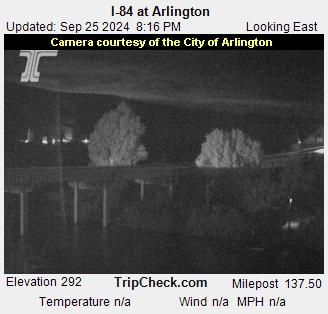 I-84 at Arlington
Updated: Sep 25 2024 8:16 PM Looking East
Camera courtesy of the City of Arlington
Elevation 292 TripCheck.com Milepost 137.50
Temperature n/a Wind n/a MPH n/a